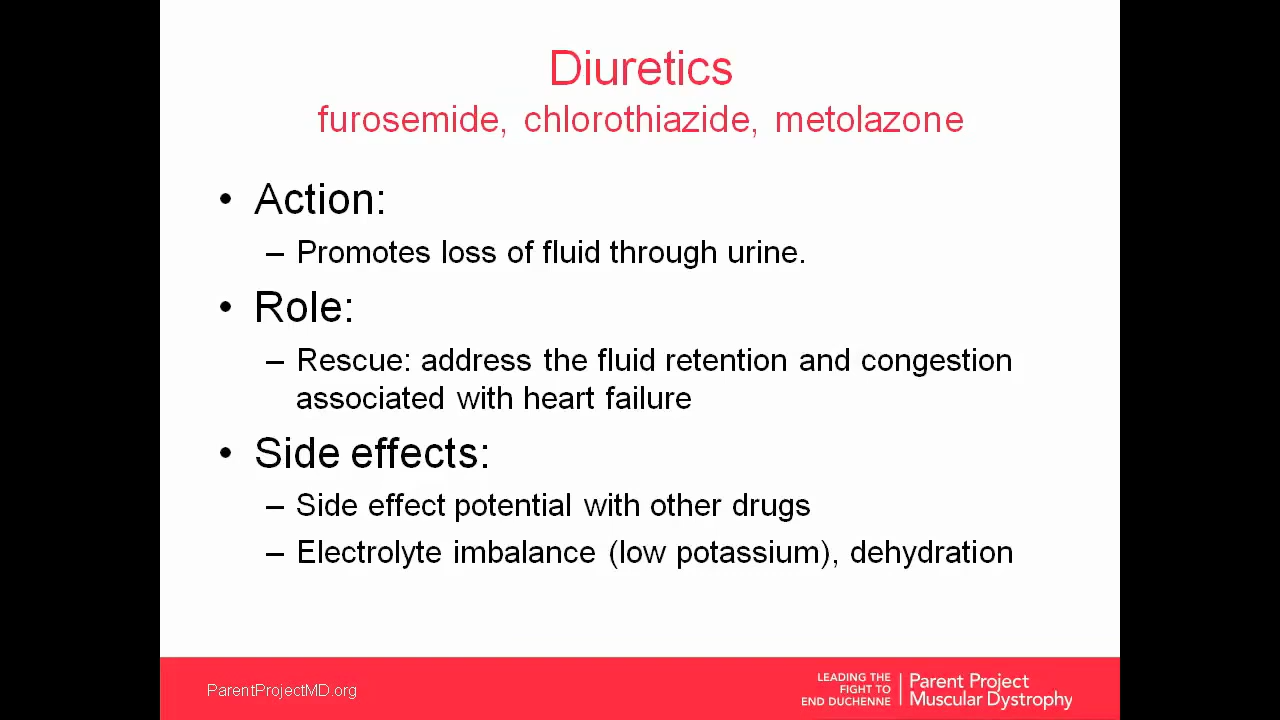 Diuretics
furosemide, chlorothiazide, metolazone
• Action:
– Promotes loss of fluid through urine.
• Role:
– Rescue: address the fluid retention and congestion
associated with heart failure
• Side effects:
– Side effect potential with other drugs
– Electrolyte imbalance (low potassium), dehydration
ParentProjectMD.org
LEADING THE
FIGHT TO
END DUCHENNE
Parent Project
Muscular Dystrophy